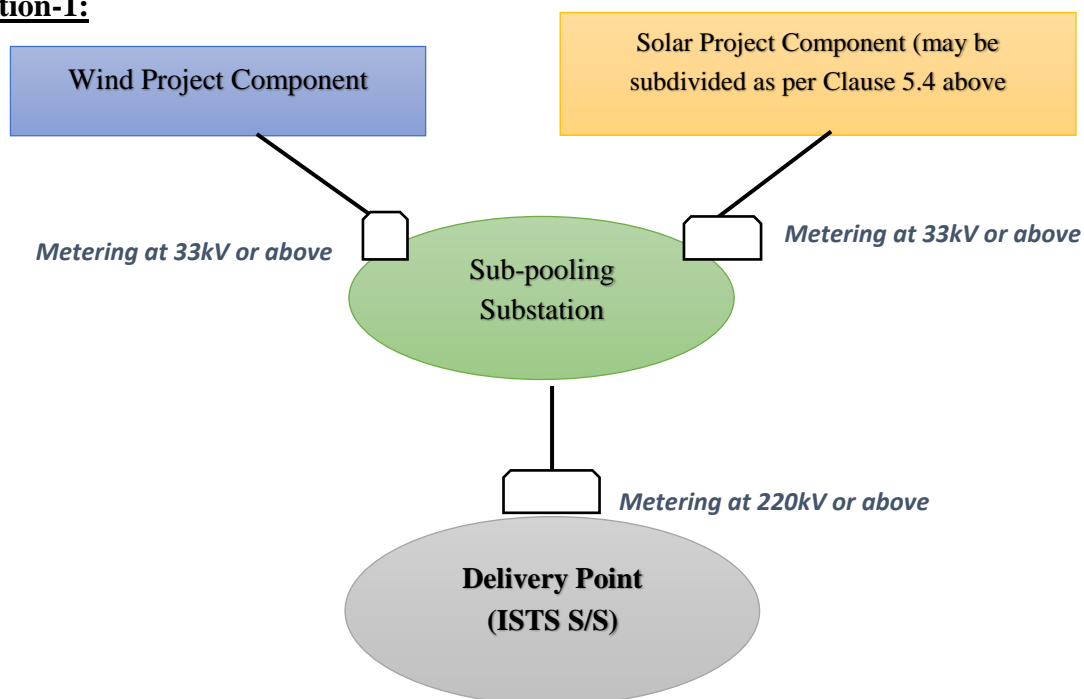 tion-1:
Wind Project Component
Solar Project Component (may be
subdivided as per Clause 5.4 above
Metering at 33kV or above
Metering at 33kV or above
Sub-pooling
Substation
Metering at 220kV or above
Delivery Point
(ISTS S/S)